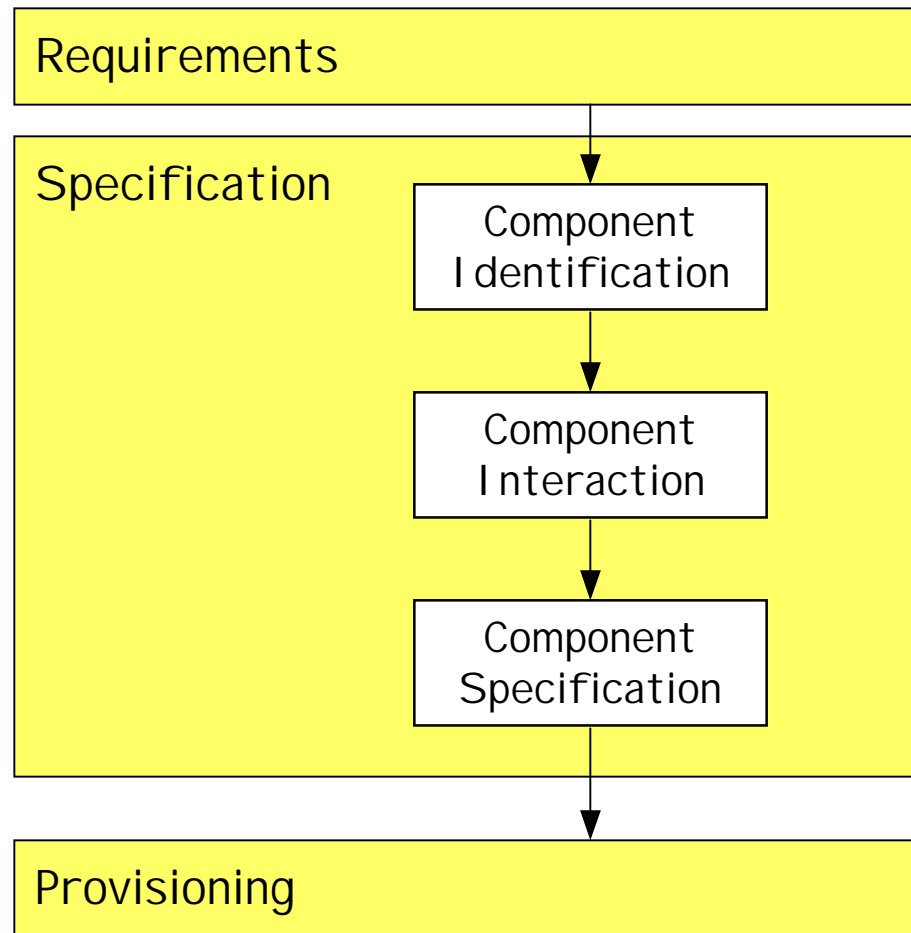 Requirements
Specification
Component
Identification
Component
Interaction
Component
Specification
Provisioning